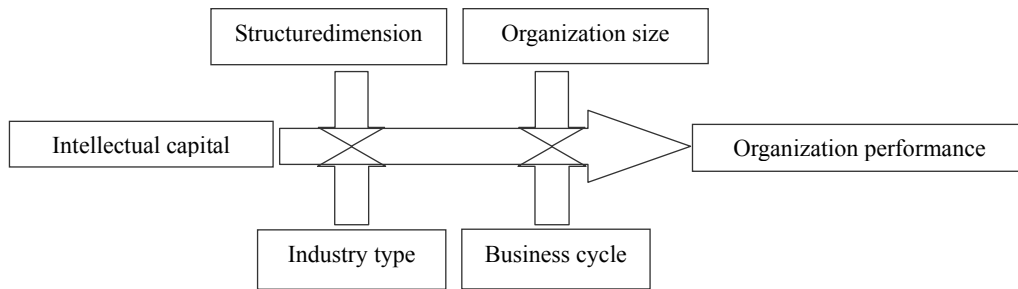 Structuredimension
Organization size
Intellectual capital
Organization performance
Industry type
Business cycle